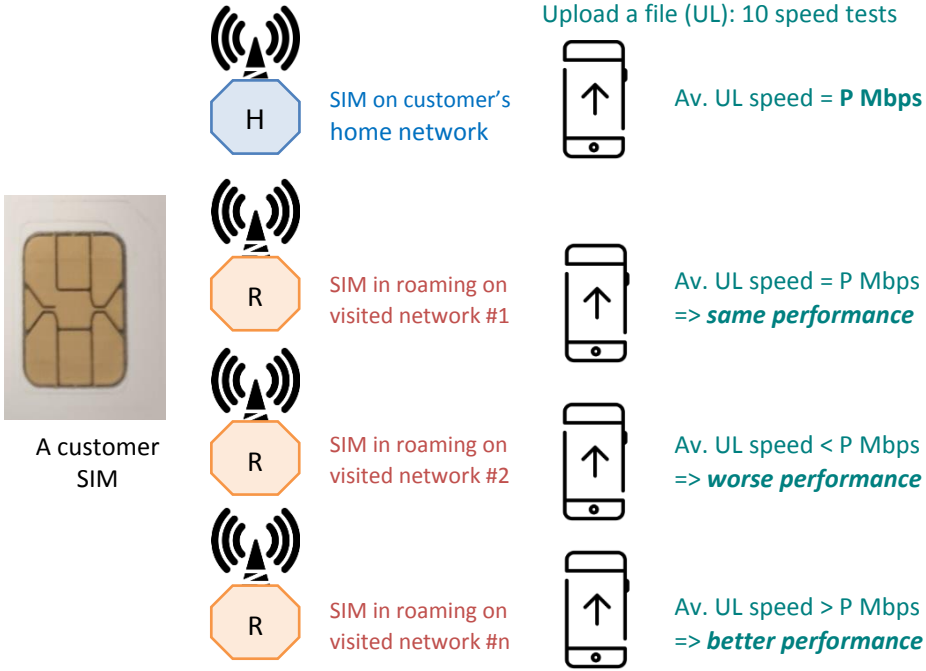 Upload a file (UL): 10 speed tests
H
SIM on customer's
home network
Av. UL speed = P Mbps
R
SIM in roaming on
visited network #1
Av. UL speed = P Mbps
=> same performance
A customer
SIM
R
SIM in roaming on
visited network #2
Av. UL speed < P Mbps
=> worse performance
R
SIM in roaming on
visited network #n
Av. UL speed > P Mbps
=> better performance